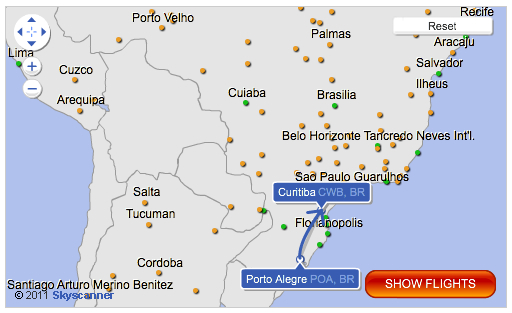 Recife
Porto Velho
Reset
Palmas
Aracaju
Lima
Salvador
Cuzco
Ilheus
Cuiaba
Brasilia
Arequipa
Belo Horizonte Tancredo Neves Int'l.
Sao Paulo Guarulhos
Curitiba CWB, BR
Salta
Tucuman
Florianopolis
Cordoba
Porto Alegre POA, BR
Santiago Arturo Merino Benitez
SHOW FLIGHTS
© 2011 Skyscanner